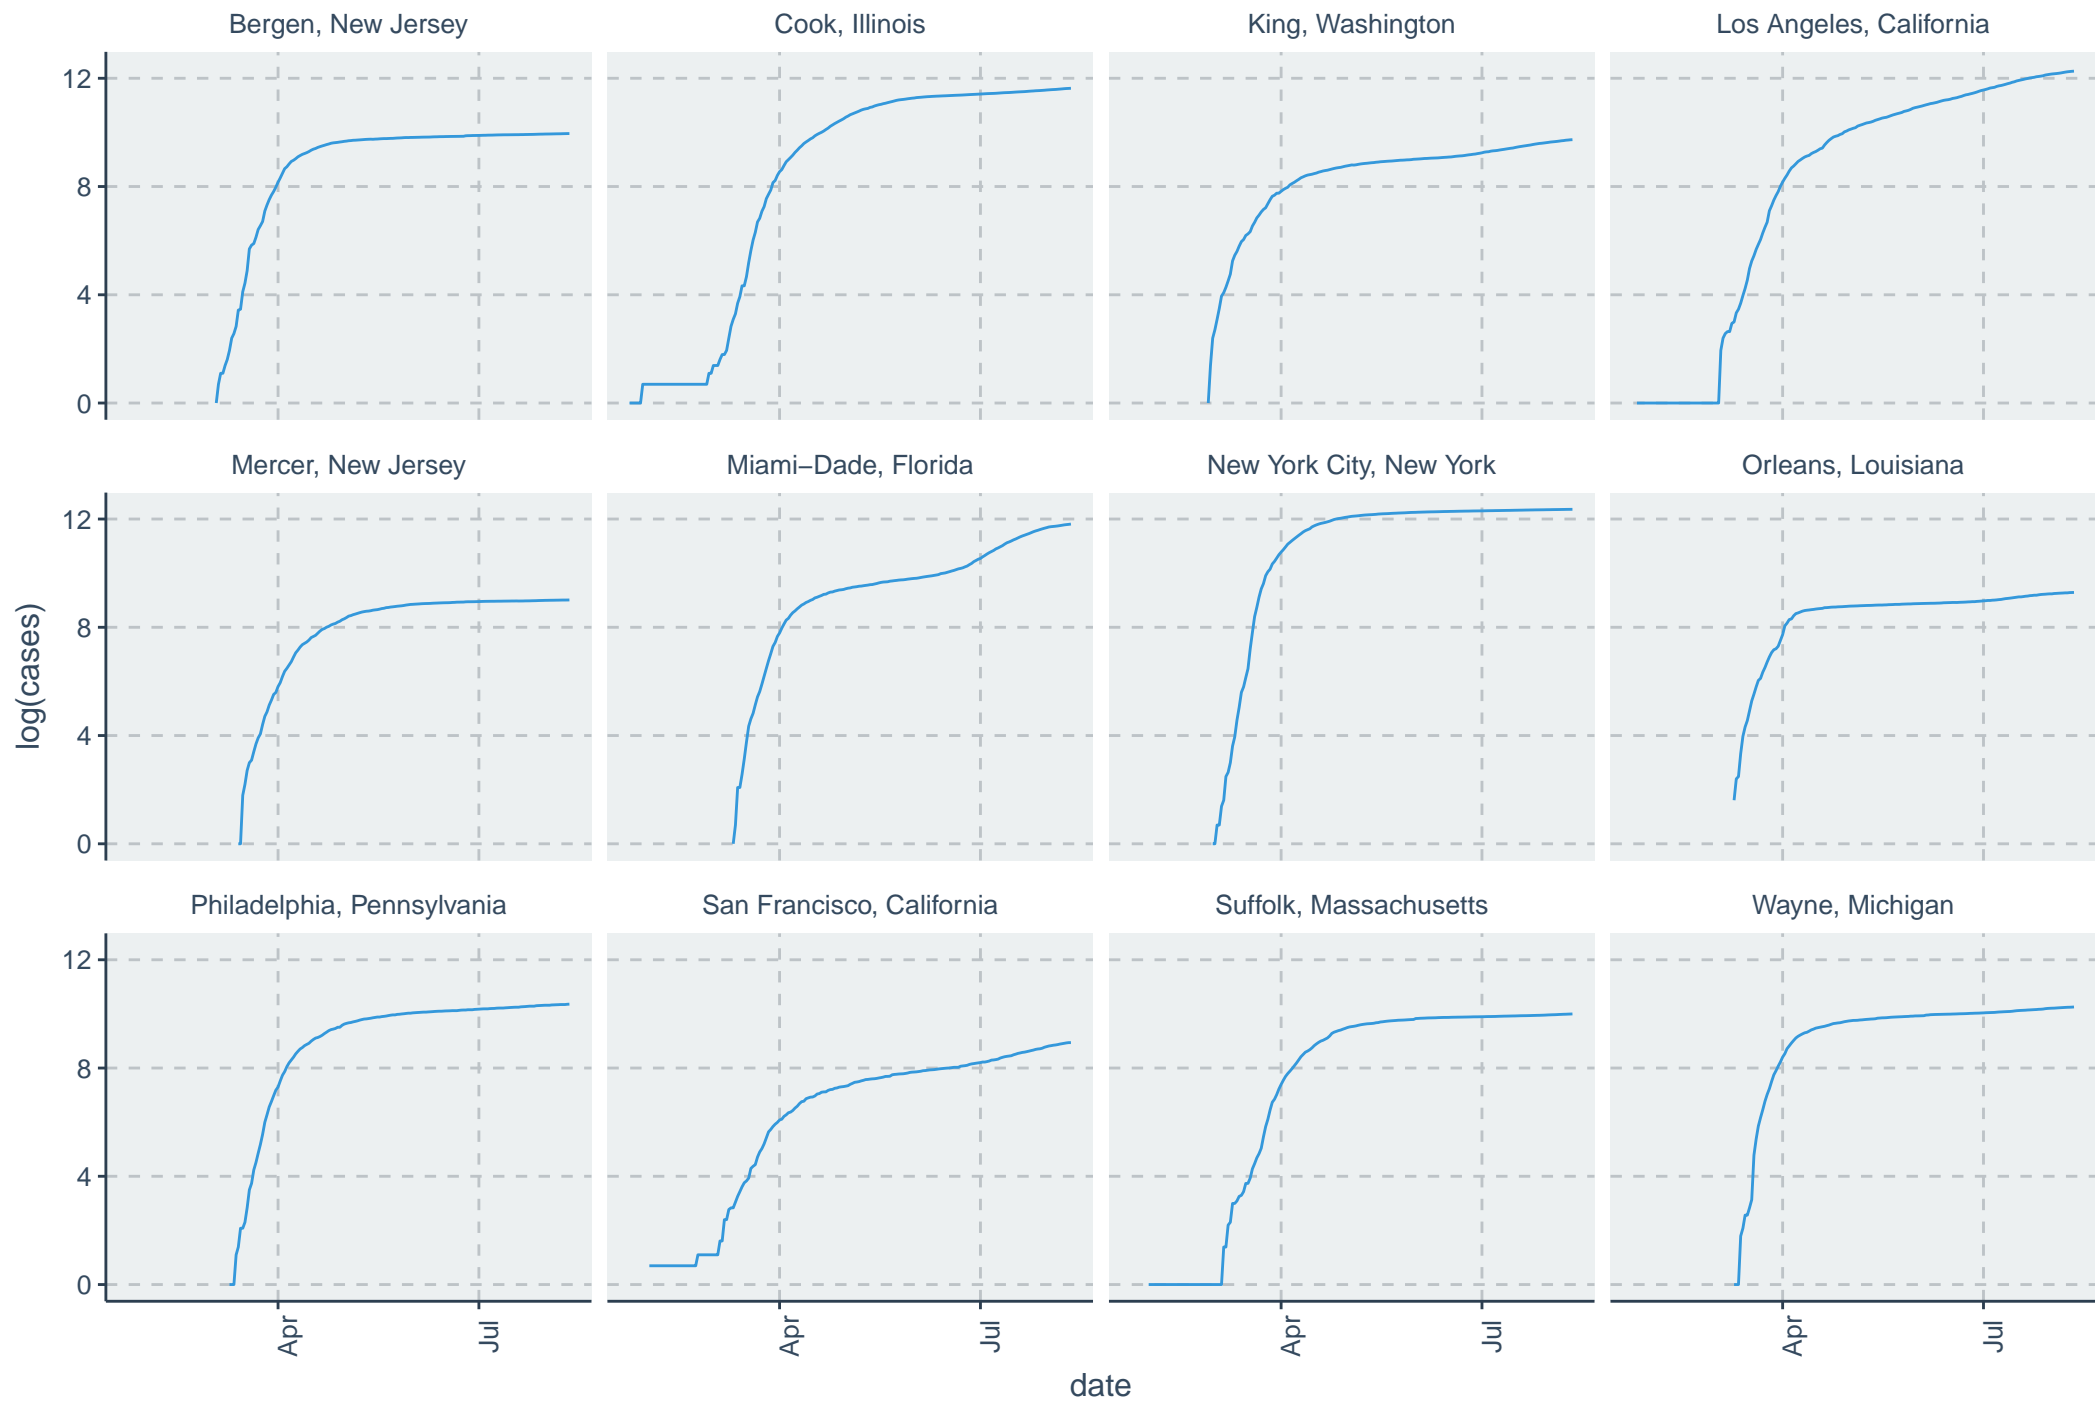 Bergen, New Jersey
Cook, Illinois
King, Washington
Los Angeles, California
12
8
4
0
Mercer, New Jersey
Miami−Dade, Florida
New York City, New York
Orleans, Louisiana
12
8
4
0
log(cases)
Philadelphia, Pennsylvania
San Francisco, California
Suffolk, Massachusetts
Wayne, Michigan
12
8
4
0
Apr
Jul
Apr
Jul
Apr
Jul
Apr
Jul
date